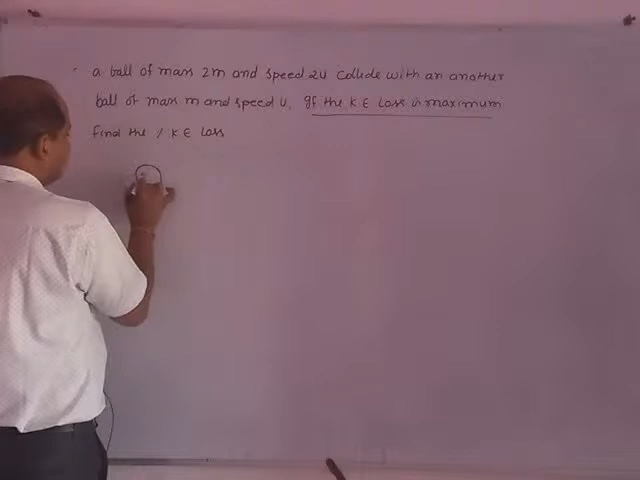 a ball of mass 2m and speed 2u collide with an another
ball of mass m and speed u, If the K E Loss is maximum
find the % K E Loss